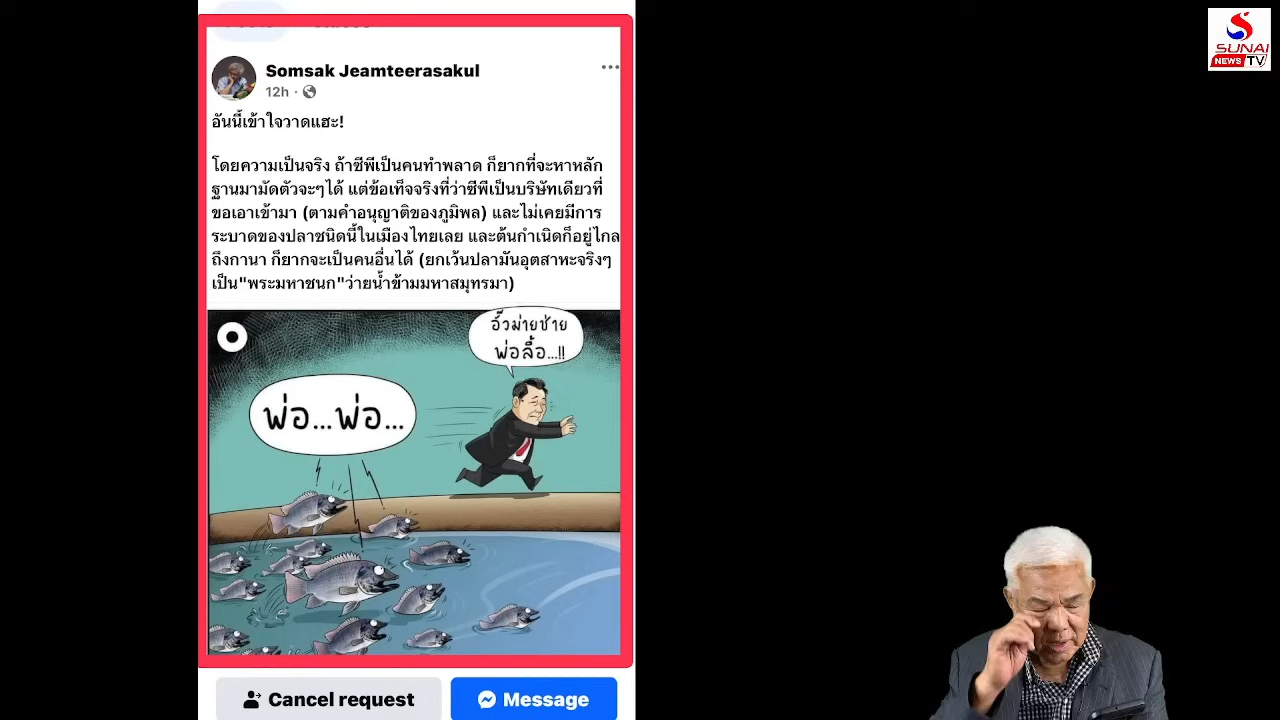 Somsak Jeamteerasakul
12h ·
อันนี้เข้าใจวาดแฮะ!
โดยความเป็นจริง ถ้าซีพีเป็นคนทำพลาด ก็ยากที่จะหาหลัก
ฐานมามัดตัวจะๆได้ แต่ข้อเท็จจริงที่ว่าซีพีเป็นบริษัทเดียวที่
ขอเอาเข้ามา (ตามคำอนุญาติของภูมิพล) และไม่เคยมีการ
ระบาดของปลาชนิดนี้ในเมืองไทยเลย และต้นกำเนิดก็อยู่ไกล
ถึงกานา ก็ยากจะเป็นคนอื่นได้ (ยกเว้นปลามันอุตสาหะจริงๆ
เป็น"พระมหาชนก"ว่ายน้ำข้ามมหาสมุทรมา)
อั๊วม่ายช้าย
พ่อลื้อ...!!
พ่อ...พ่อ...
Cancel request
Message
SUNAI
NEWS TV